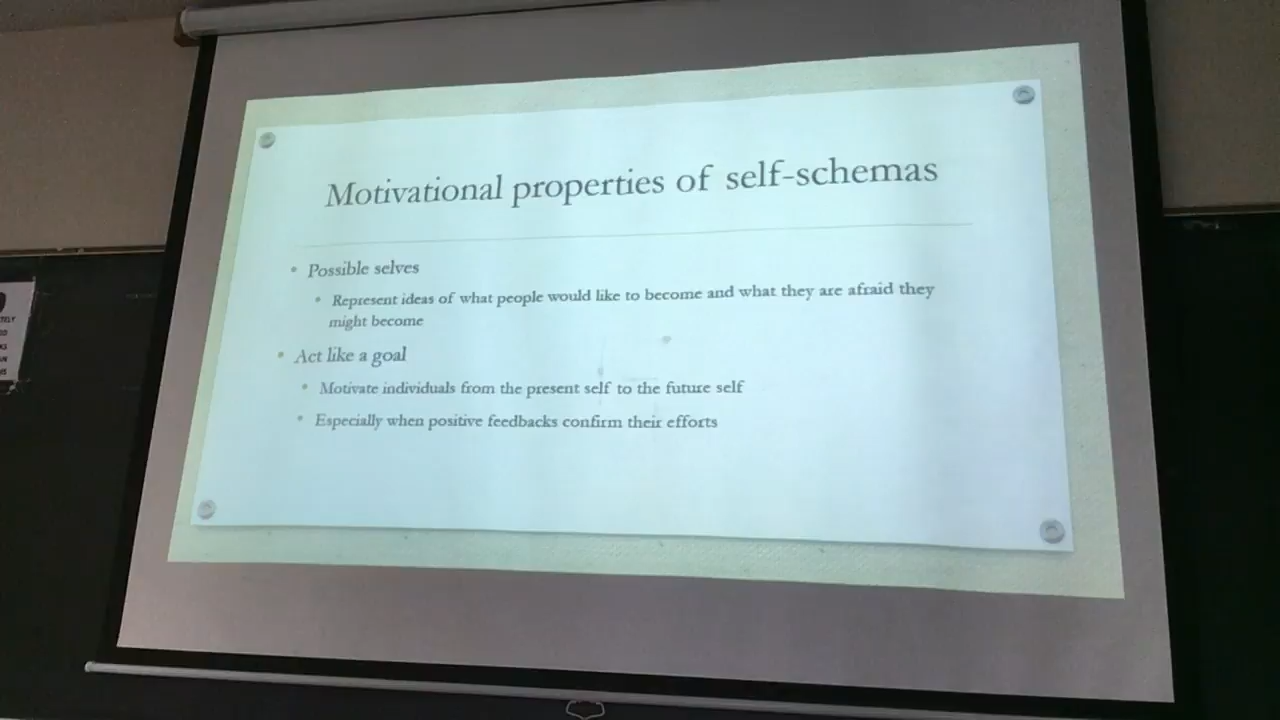 Motivational properties of self-schemas
• Possible selves
• Represent ideas of what people would like to become and what they are afraid they
might become
• Act like a goal
• Motivate individuals from the present self to the future self
• Especially when positive feedbacks confirm their efforts